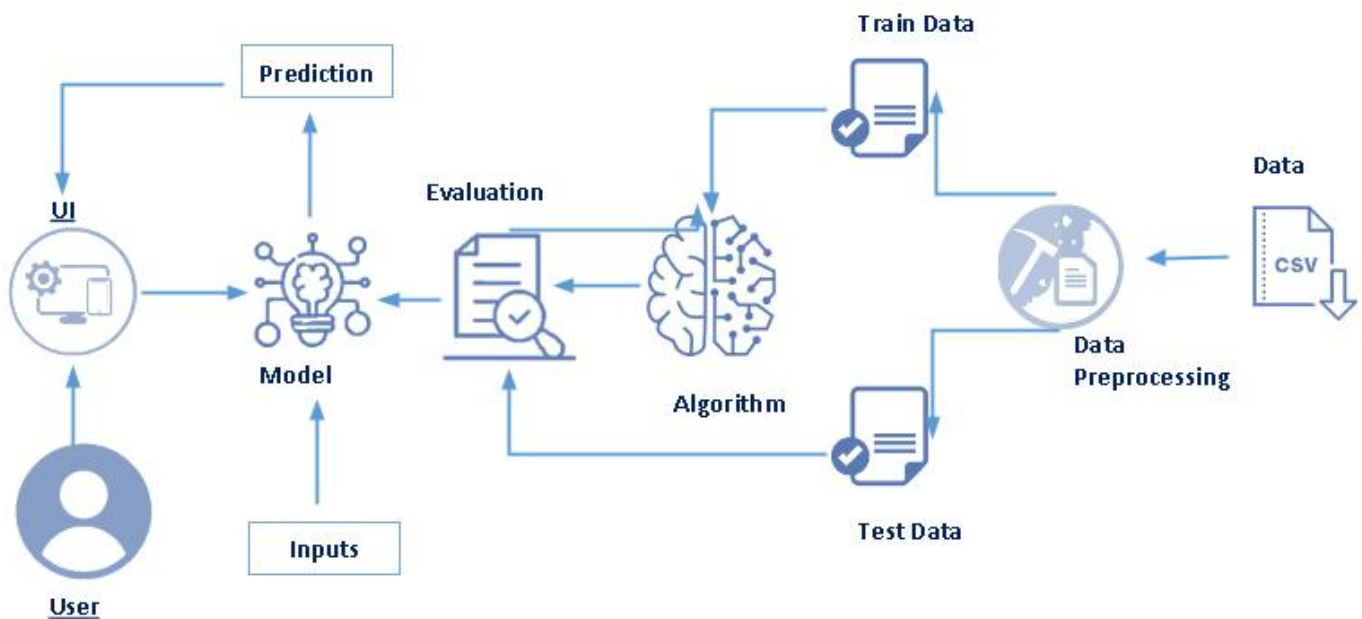 Train Data
Prediction
Data
Evaluation
UI
CSV
Data
Preprocessing
Model
Algorithm
Test Data
Inputs
User